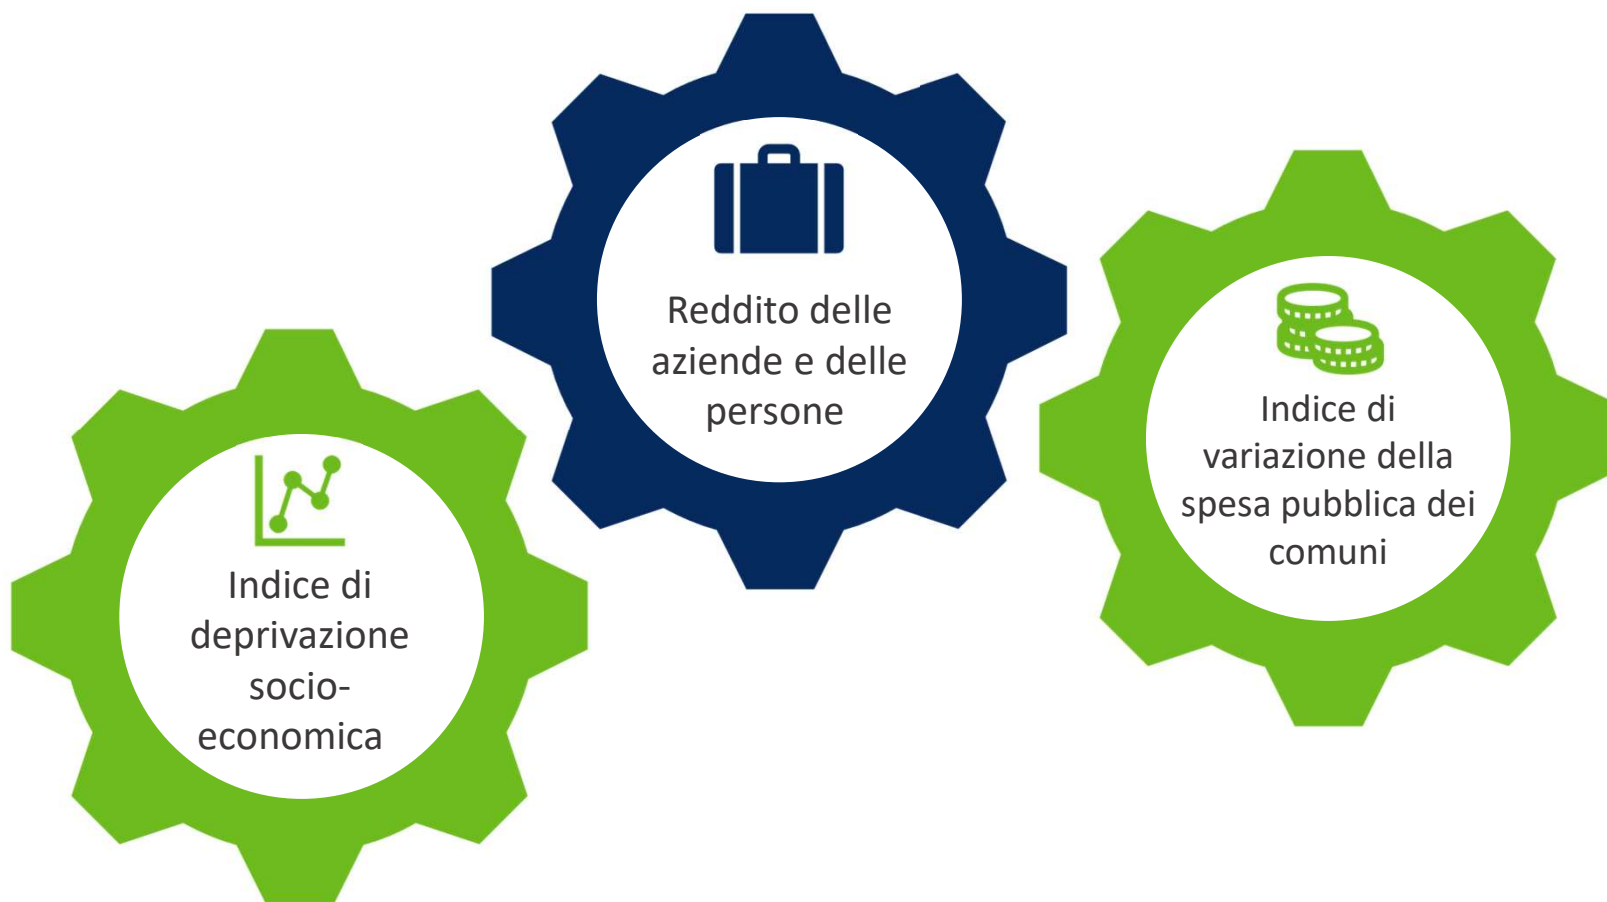 Reddito delle
aziende e delle
persone
Indice di
variazione della
spesa pubblica dei
comuni
Indice di
deprivazione
socio-
economica